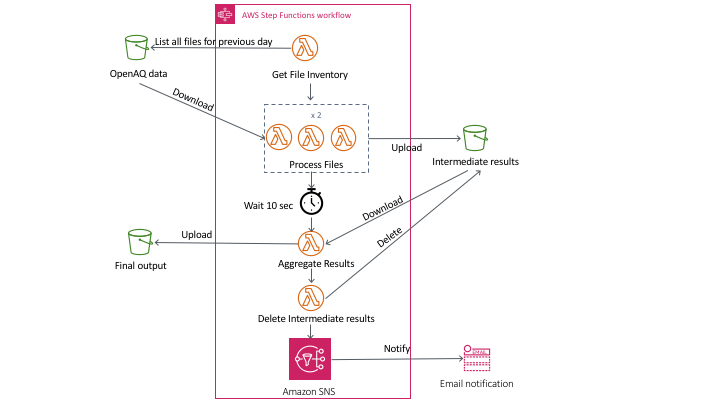 AWS Step Functions workflow
List all files for previous day
OpenAQ data
Get File Inventory
Download
x 2
Process Files
Upload
Intermediate results
Wait 10 sec
Download
Delete
Upload
Final output
Aggregate Results
Delete Intermediate results
Notify
EMAIL
Email notification
Amazon SNS